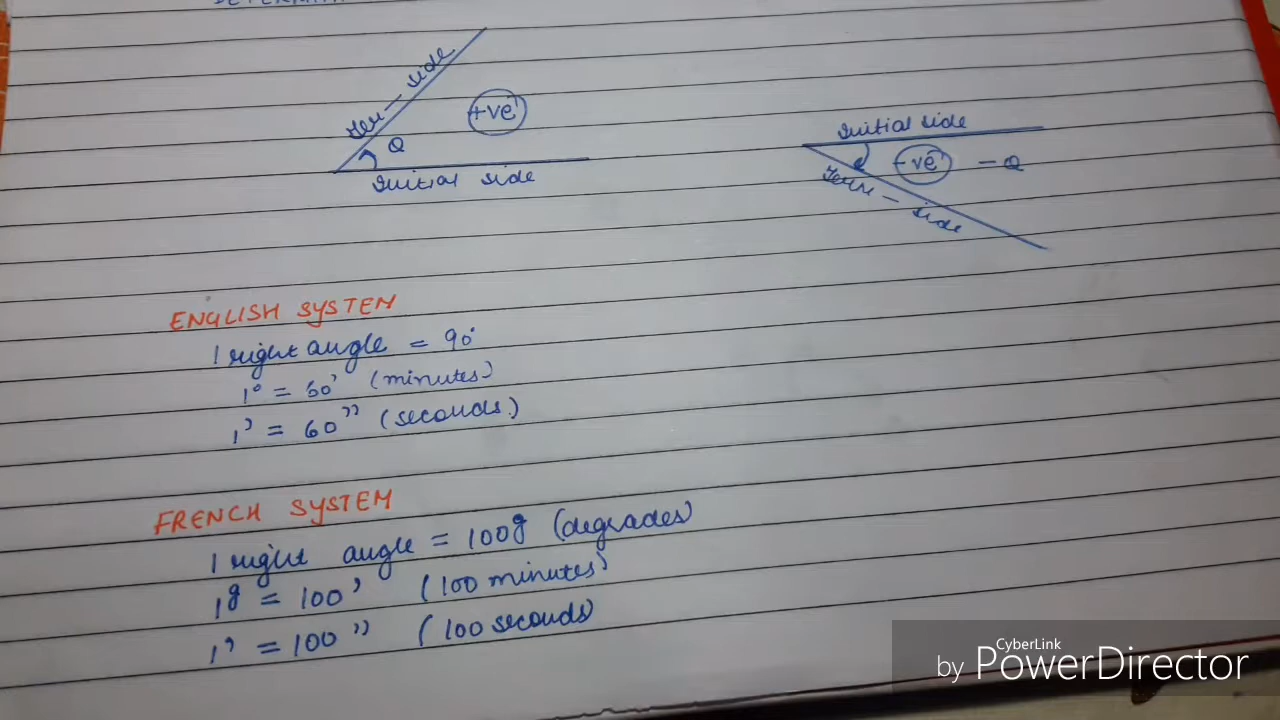 Ter - side
+ve
θ
Initial side
Initial side
-ve - θ
Term - side
ENGLISH SYSTEM
1 right angle = 90°
1° = 60' (minutes)
1' = 60" (seconds)
FRENCH SYSTEM
1 right angle = 100g (degrades)
1g = 100' (100 minutes)
1' = 100" (100 seconds
CyberLink
by PowerDirector